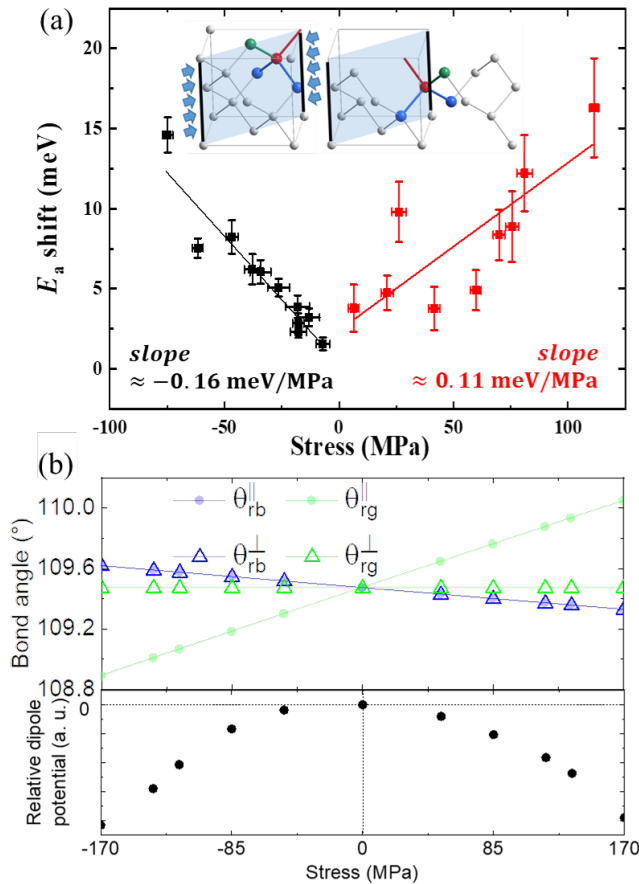 (a)
25
20
15
10
5
0
E_a shift (meV)
slope
≈ −0.16 meV/MPa
slope
≈ 0.11 meV/MPa
-100 -50 0 50 100
Stress (MPa)
(b)
θ_rb^∥ θ_rg^∥
θ_rb^⊥ θ_rg^⊥
110.0
109.6
109.2
108.8
Bond angle (°)
0
Relative dipole
potential (a. u.)
-170 -85 0 85 170
Stress (MPa)